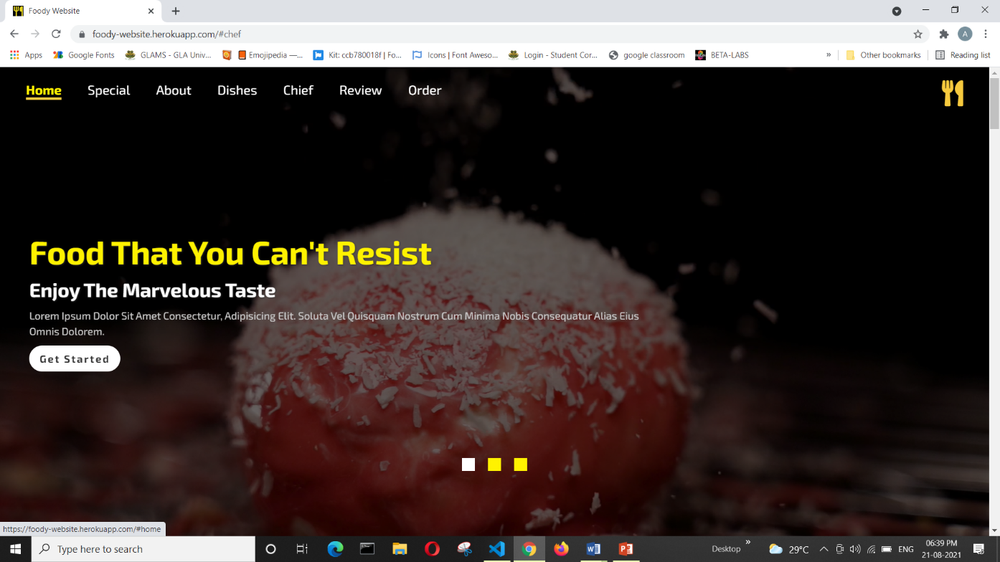 Foody Website
foody-website.herokuapp.com/#chef
A
Apps
Google Fonts
GLAMS - GLA Univ...
Emojipedia —...
Kit: ccb780018f | Fo...
Icons | Font Aweso...
Login - Student Cor...
google classroom
BETA-LABS
»
Other bookmarks
Reading list
Home
Special
About
Dishes
Chief
Review
Order
Food That You Can't Resist
Enjoy The Marvelous Taste
Lorem Ipsum Dolor Sit Amet Consectetur, Adipisicing Elit. Soluta Vel Quisquam Nostrum Cum Minima Nobis Consequatur Alias Eius
Omnis Dolorem.
Get Started
https://foody-website.herokuapp.com/#home
Type here to search
Desktop
»
29°C
ENG
06:39 PM
21-08-2021